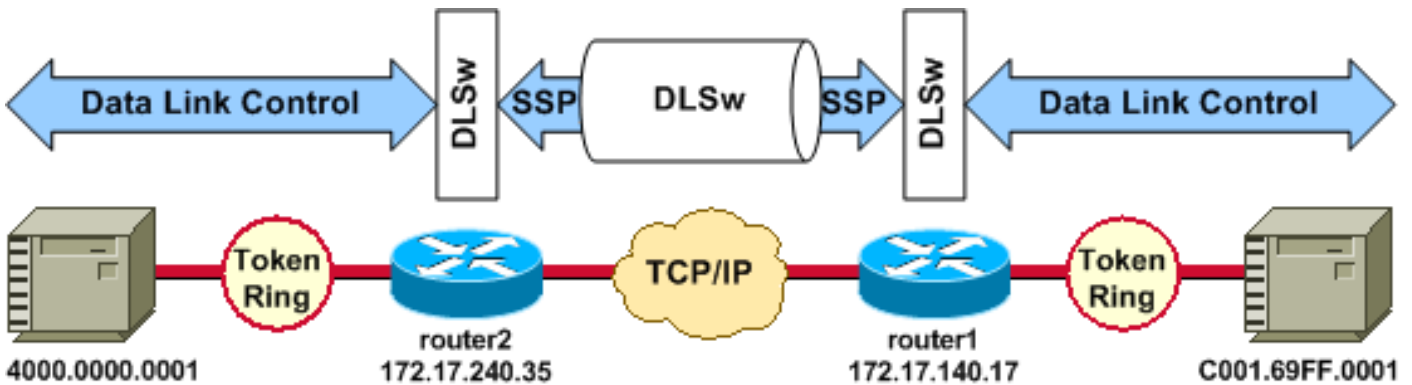 Data Link Control
DLSw
SSP
DLSw
SSP
DLSw
Data Link Control
Token
Ring
TCP/IP
Token
Ring
router2
router1
4000.0000.0001
172.17.240.35
172.17.140.17
C001.69FF.0001